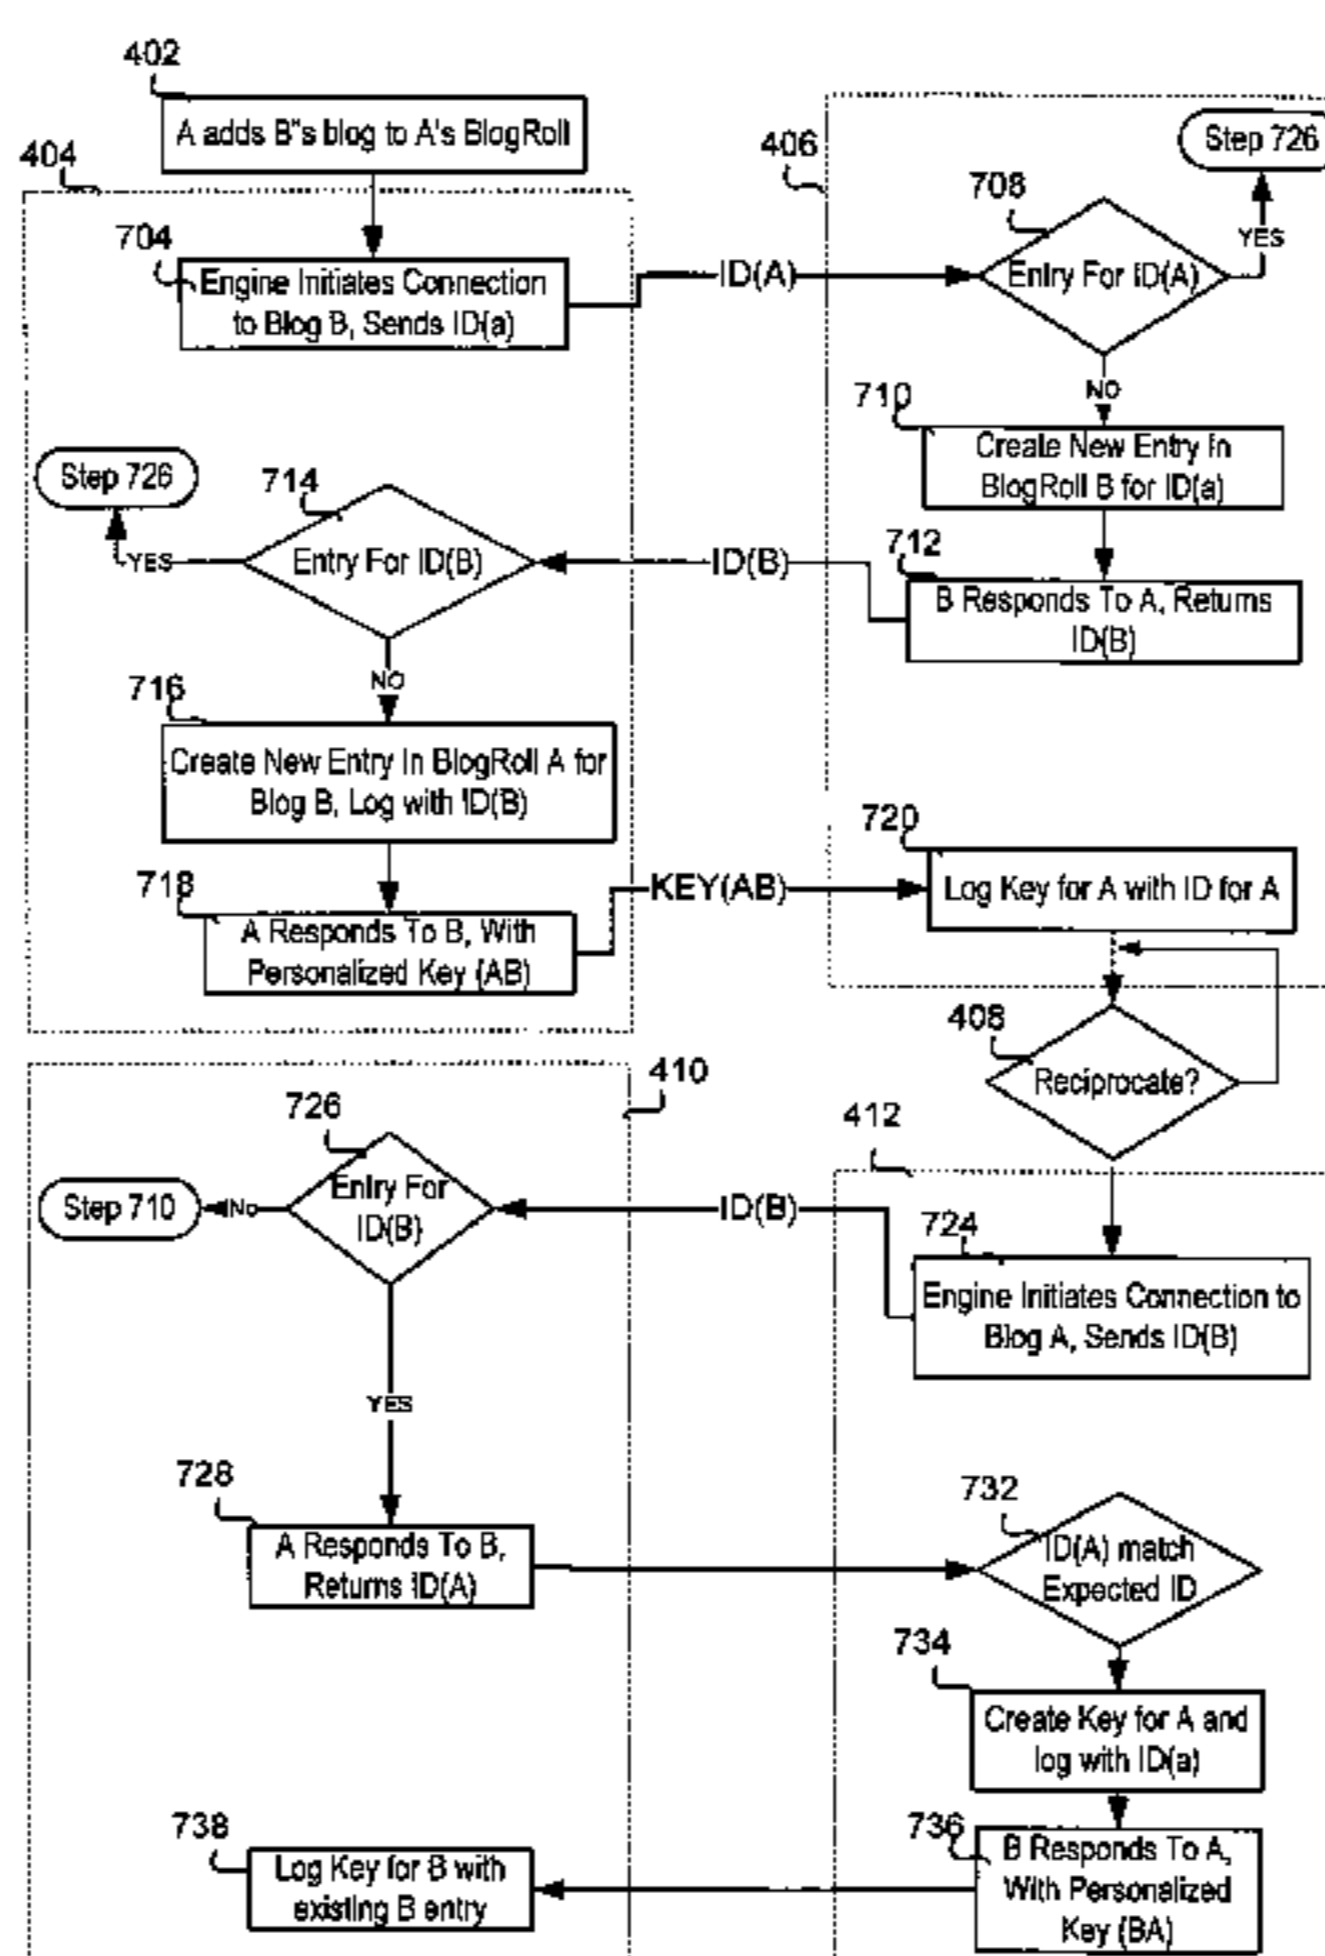 402
A adds B"s blog to A's BlogRoll
404
406
Step 726
708
YES
704
Engine Initiates Connection
to Blog B, Sends ID(a)
ID(A)
Entry For ID(A)
NO
710
Create New Entry In
BlogRoll B for ID(a)
Step 726
714
YES
Entry For ID(B)
ID(B)
712
B Responds To A, Returns
ID(B)
NO
716
Create New Entry In BlogRoll A for
Blog B, Log with ID(B)
720
718
KEY(AB)
Log Key for A with ID for A
A Responds To B, With
Personalized Key (AB)
408
Reciprocate?
410
412
726
Step 710
No
Entry For
ID(B)
ID(B)
724
Engine Initiates Connection to
Blog A, Sends ID(B)
YES
728
A Responds To B,
Returns ID(A)
732
ID(A) match
Expected ID
734
Create Key for A and
log with ID(a)
738
Log Key for B with
existing B entry
736
B Responds To A,
With Personalized
Key (BA)